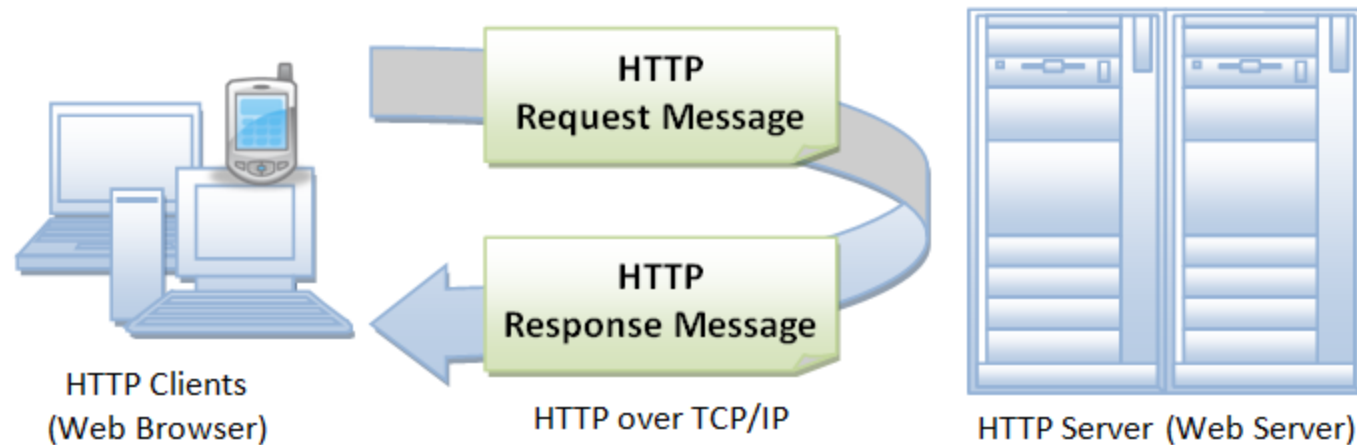 HTTP
Request Message
HTTP
Response Message
HTTP Clients
(Web Browser)
HTTP over TCP/IP
HTTP Server (Web Server)